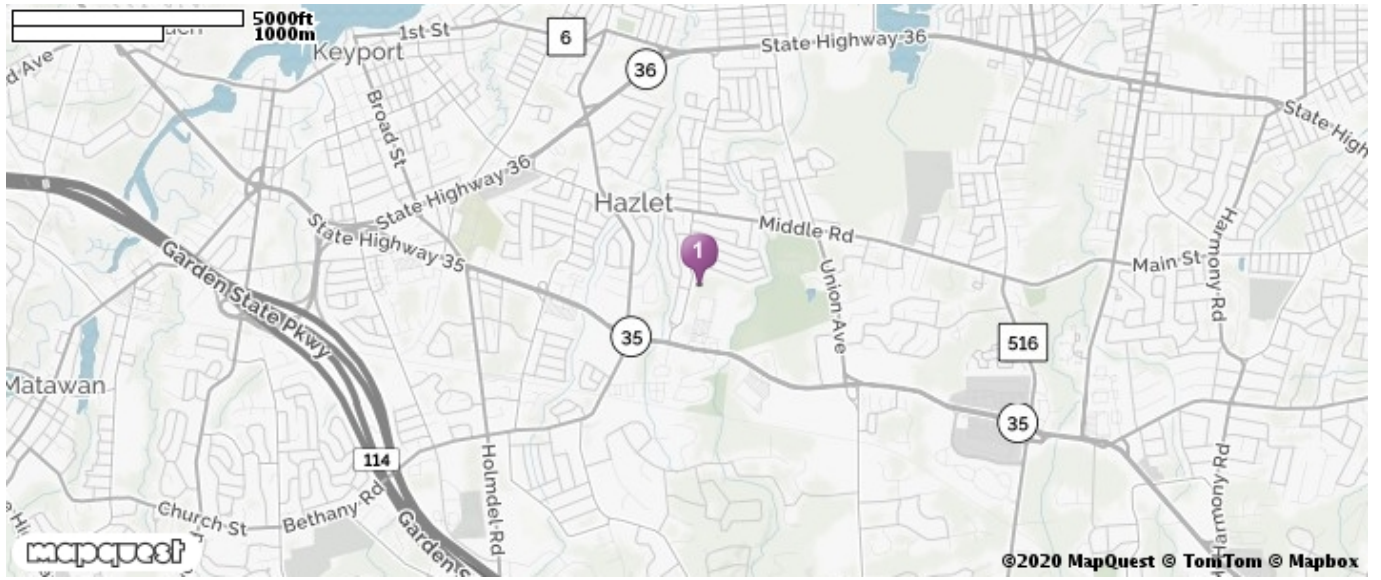 5000ft
1000m
Keyport
1st St
6
State Highway 36
36
Broad St
State Highway 36
Hazlet
Middle Rd
1
State Highway 35
Garden State Pkwy
Union Ave
Main St
Harmony Rd
35
516
Matawan
35
114
Holmdel Rd
Harmony Rd
Church St
Bethany Rd
mapquest
©2020 MapQuest © TomTom © Mapbox